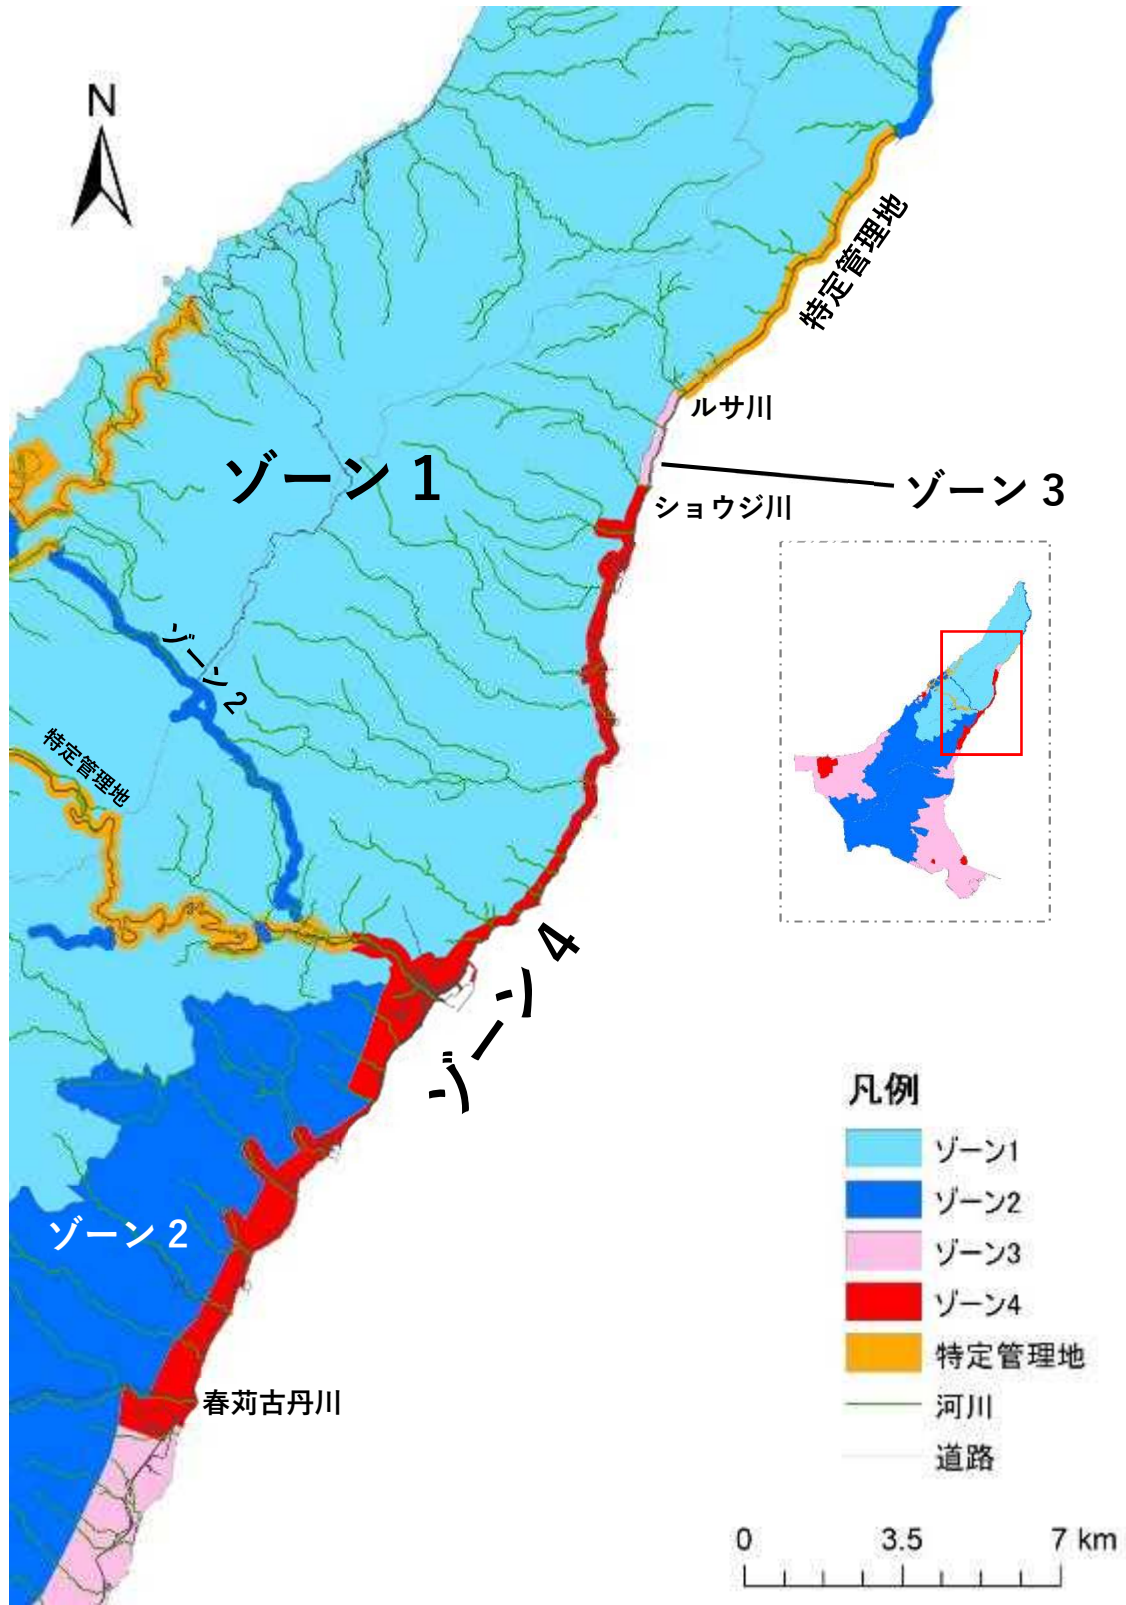 N
特定管理地
ルサ川
ゾーン 1
ゾーン 3
ショウジ川
ゾーン 2
特定管理地
ゾーン 4
凡例
ゾーン1
ゾーン2
ゾーン 2
ゾーン3
ゾーン4
特定管理地
春苅古丹川
河川
道路
0 3.5 7 km